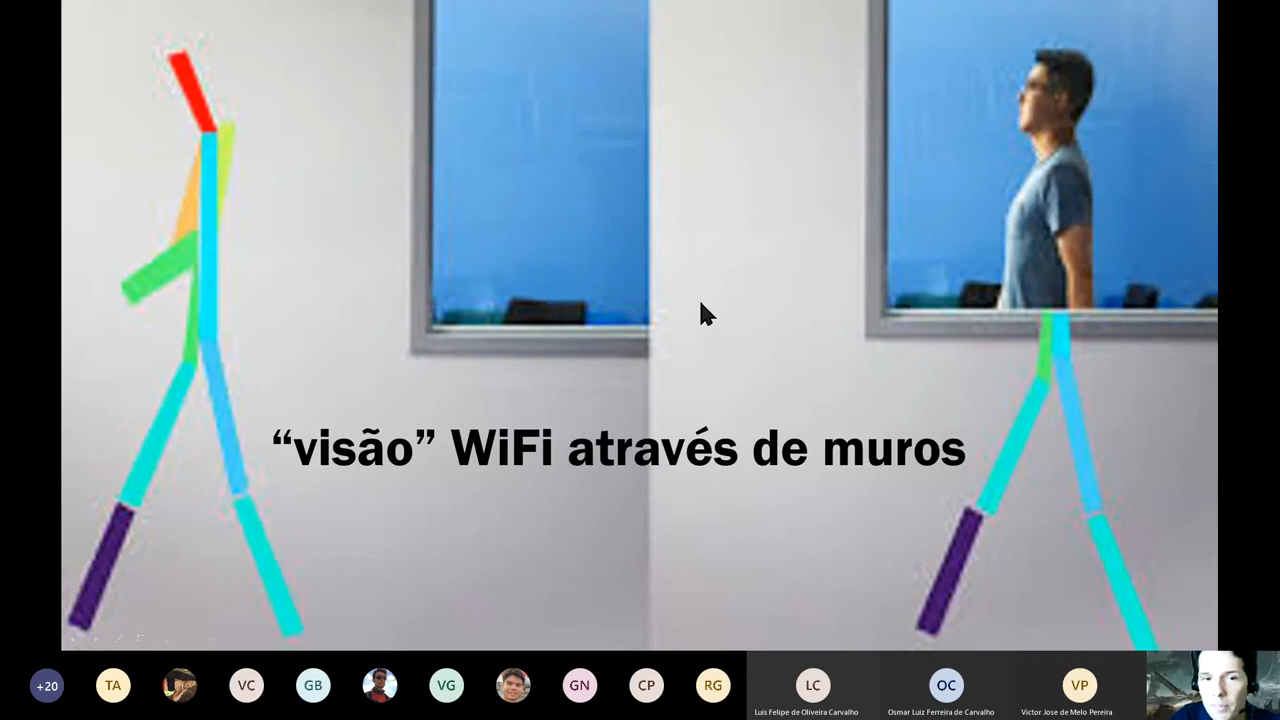 “visão” WiFi através de muros
+20
TA
VC
GB
VG
GN
CP
RG
LC
OC
VP
Luis Felipe de Oliveira Carvalho
Osmar Luiz Ferreira de Carvalho
Victor Jose de Melo Pereira